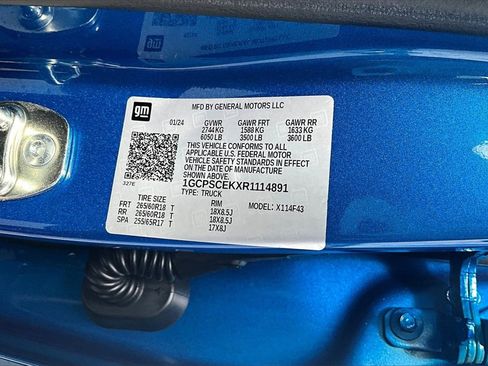 gm
MFD BY GENERAL MOTORS LLC
01/24 GVWR GAWR FRT GAWR RR
2744 KG 1588 KG 1633 KG
6050 LB 3500 LB 3600 LB
THIS VEHICLE CONFORMS TO ALL
APPLICABLE U.S. FEDERAL MOTOR
VEHICLE SAFETY STANDARDS IN EFFECT
ON THE DATE OF MANUFACTURE
SHOWN ABOVE.
327E
1GCPSCEKXR1114891
TYPE: TRUCK
TIRE SIZE RIM MODEL: X114F43
FRT 265/60R18 T 18X8.5J
RR 265/60R18 T 18X8.5J
SPA 255/65R17 T 17X8J